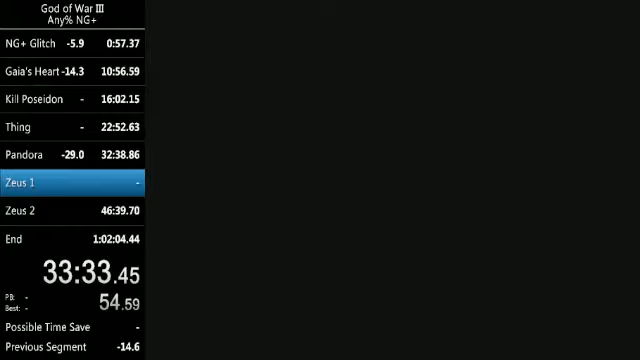 God of War III
Any% NG+
NG+ Glitch -5.9 0:57.37
Gaia's Heart -14.3 10:56.59
Kill Poseidon - 16:02.15
Thing - 22:52.63
Pandora -29.0 32:38.86
Zeus 1 -
Zeus 2 46:39.70
End 1:02:04.44
33:33.45
PB: -
Best: - 54.59
Possible Time Save -
Previous Segment -14.6